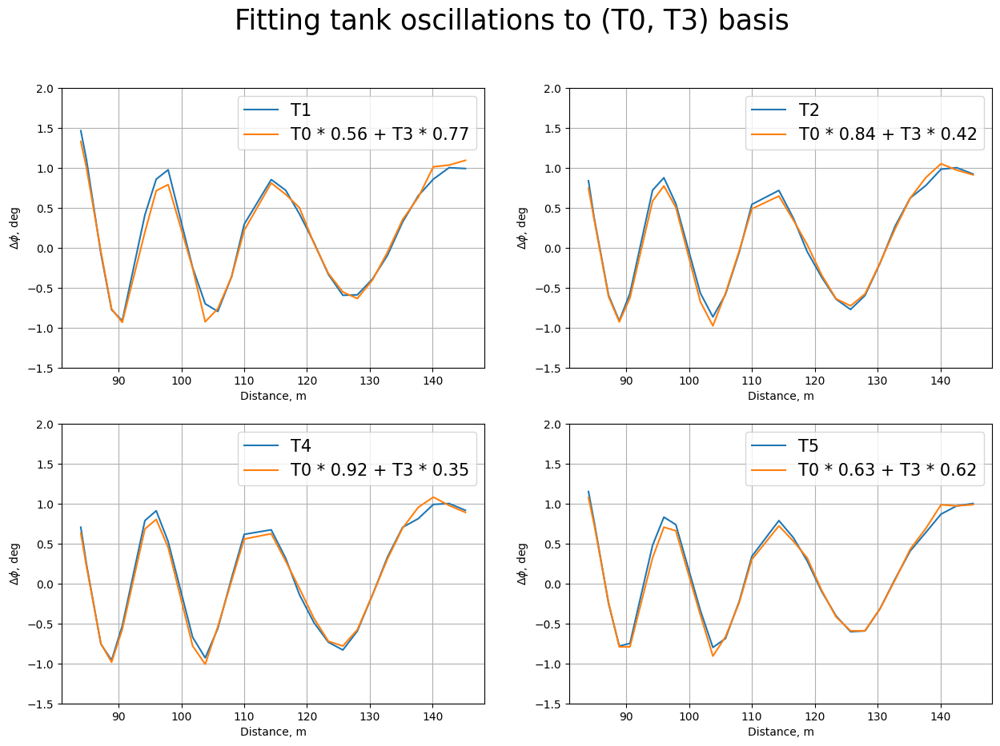 Fitting tank oscillations to (T0, T3) basis
2.0
1.5
1.0
0.5
0.0
−0.5
−1.0
−1.5
Δϕ, deg
T1
T0 * 0.56 + T3 * 0.77
90 100 110 120 130 140
Distance, m
2.0
1.5
1.0
0.5
0.0
−0.5
−1.0
−1.5
Δϕ, deg
T2
T0 * 0.84 + T3 * 0.42
90 100 110 120 130 140
Distance, m
2.0
1.5
1.0
0.5
0.0
−0.5
−1.0
−1.5
Δϕ, deg
T4
T0 * 0.92 + T3 * 0.35
90 100 110 120 130 140
Distance, m
2.0
1.5
1.0
0.5
0.0
−0.5
−1.0
−1.5
Δϕ, deg
T5
T0 * 0.63 + T3 * 0.62
90 100 110 120 130 140
Distance, m